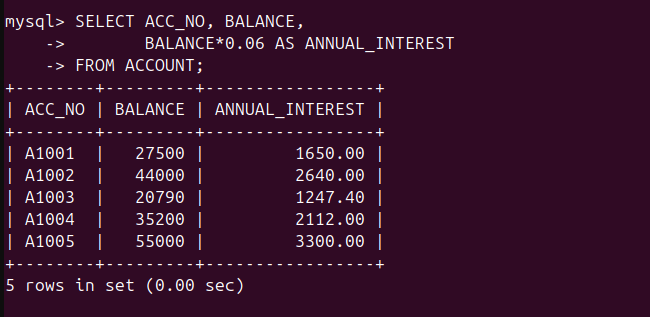 mysql> SELECT ACC_NO, BALANCE,
    ->        BALANCE*0.06 AS ANNUAL_INTEREST
    -> FROM ACCOUNT;
+--------+---------+-----------------+
| ACC_NO | BALANCE | ANNUAL_INTEREST |
+--------+---------+-----------------+
| A1001  |   27500 |         1650.00 |
| A1002  |   44000 |         2640.00 |
| A1003  |   20790 |         1247.40 |
| A1004  |   35200 |         2112.00 |
| A1005  |   55000 |         3300.00 |
+--------+---------+-----------------+
5 rows in set (0.00 sec)